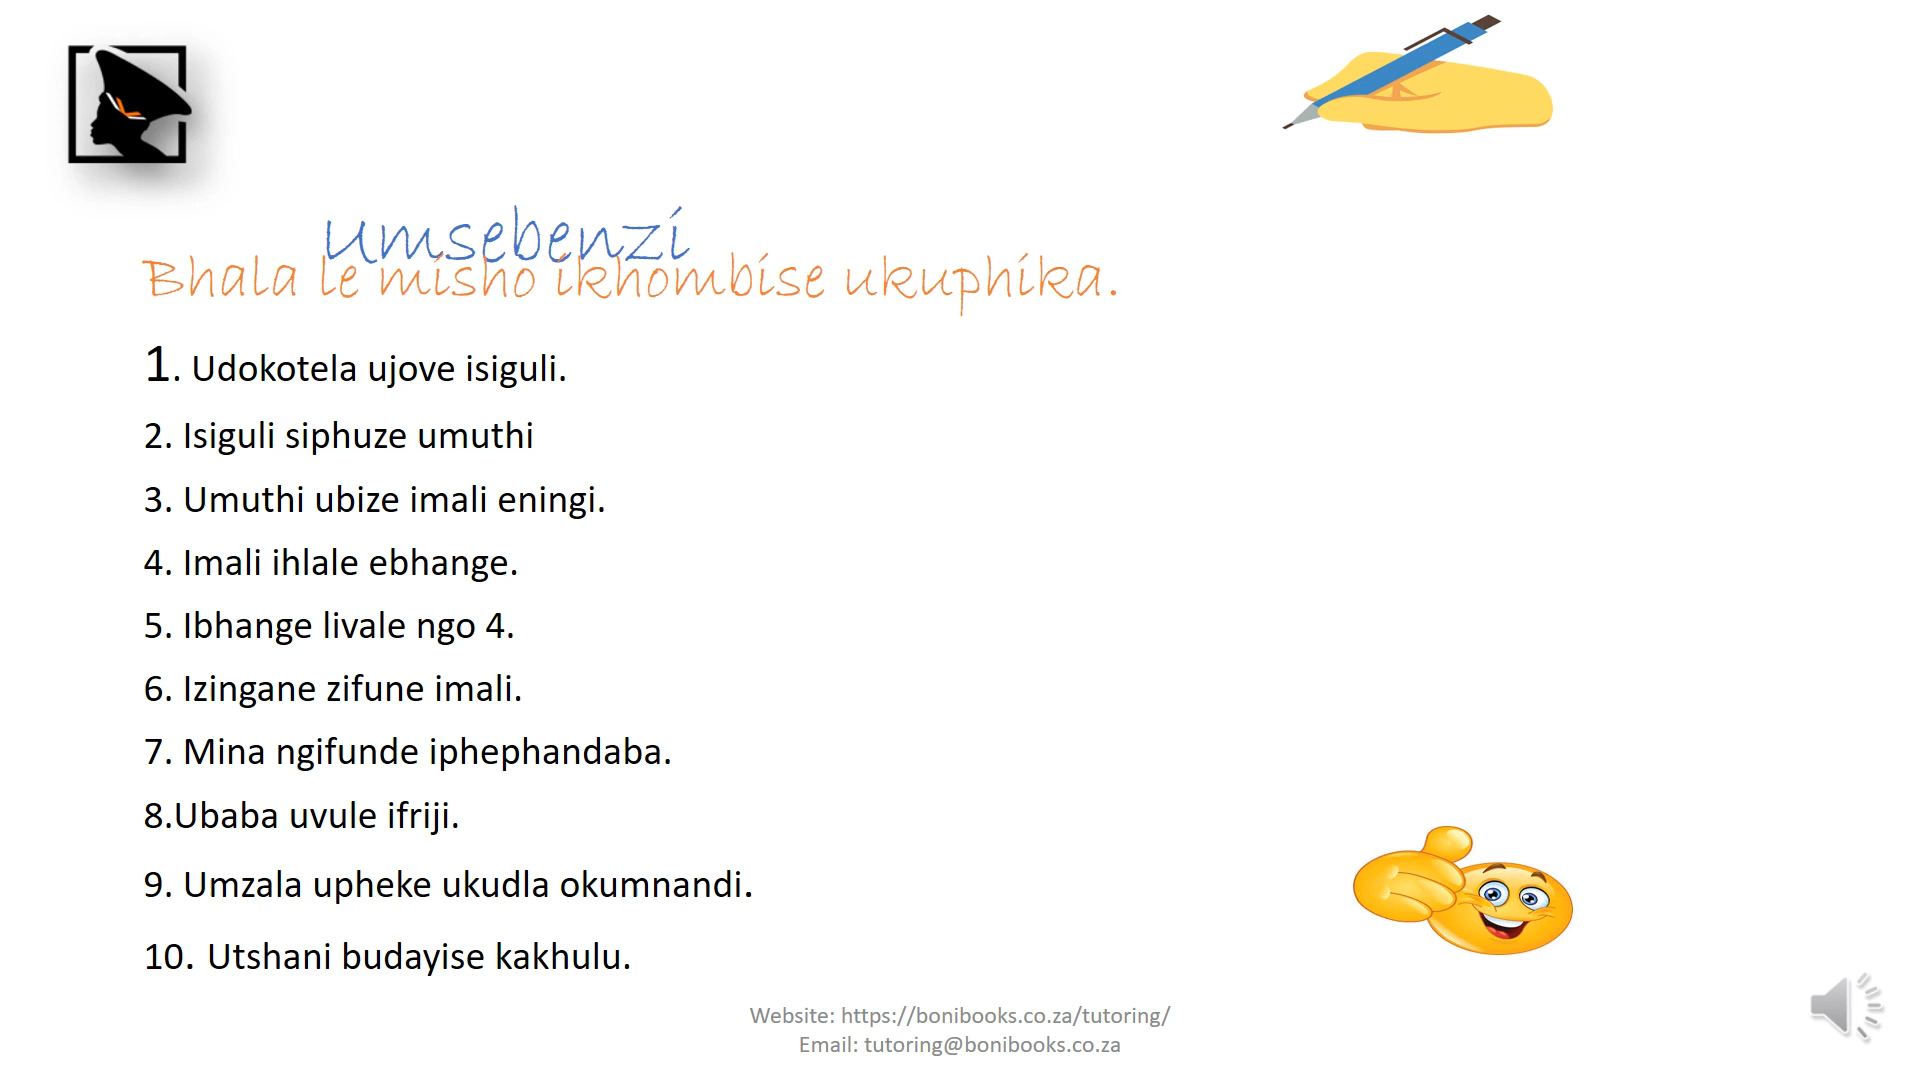 Umsebenzi
Bhala le misho ikhombise ukuphika.
1. Udokotela ujove isiguli.
2. Isiguli siphuze umuthi
3. Umuthi ubize imali eningi.
4. Imali ihlale ebhange.
5. Ibhange livale ngo 4.
6. Izingane zifune imali.
7. Mina ngifunde iphephandaba.
8.Ubaba uvule ifriji.
9. Umzala upheke ukudla okumnandi.
10. Utshani budayise kakhulu.
Website: https://bonibooks.co.za/tutoring/
Email: tutoring@bonibooks.co.za